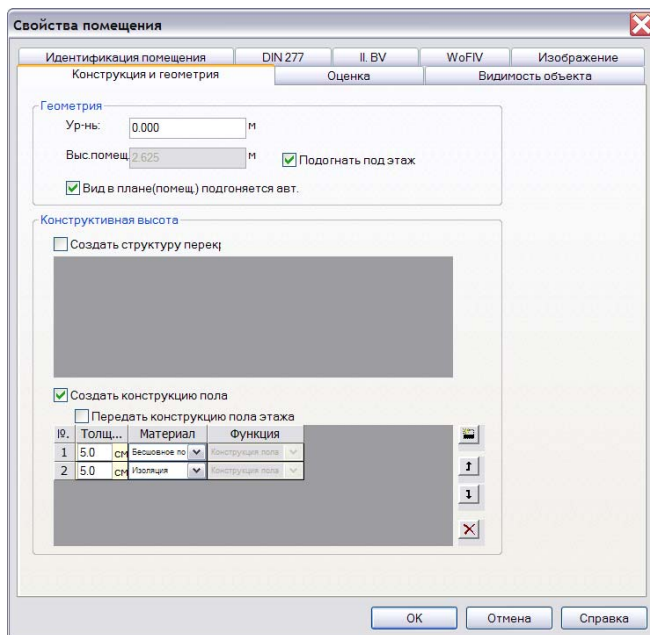 Свойства помещения
Идентификация помещения DIN 277 II. BV WoFIV Изображение
Конструкция и геометрия Оценка Видимость объекта
Геометрия
Ур-нь: 0.000 м
Выс.помещ. 2.625 м Подогнать под этаж
Вид в плане(помещ.) подгоняется авт.
Конструктивная высота
Создать структуру перекр
Создать конструкцию пола
Передать конструкцию пола этажа
№. Толщ... Материал Функция
1 5.0 см Бесшовное по Конструкция пола
2 5.0 см Изоляция Конструкция пола
OK Отмена Справка